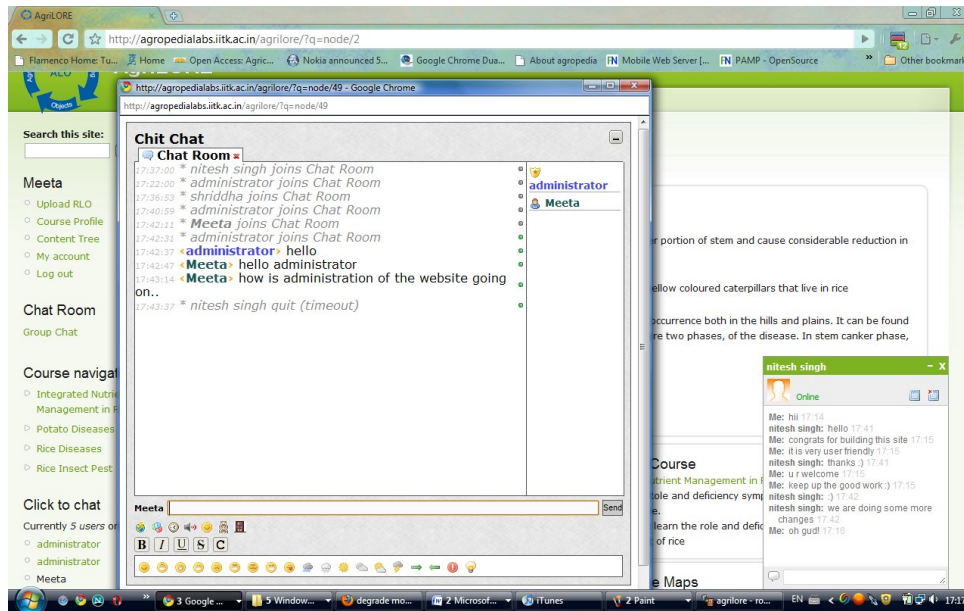 AgriLORE
http://agropedialabs.iitk.ac.in/agrilore/?q=node/2
Flamenco Home: Tu... Home Open Access: Agric... Nokia announced 5... Google Chrome Dua... About agropedia Mobile Web Server [... PAMP - OpenSource » Other bookmark
Objects
http://agropedialabs.iitk.ac.in/agrilore/?q=node/49 - Google Chrome
http://agropedialabs.iitk.ac.in/agrilore/?q=node/49
Search this site:
Meeta
Upload RLO
Course Profile
Content Tree
My account
Log out
Chat Room
Group Chat
Course navigat
Integrated Nutrie
Management in R
Potato Diseases
Rice Diseases
Rice Insect Pest
Click to chat
Currently 5 users on
administrator
administrator
Meeta
Chit Chat
Chat Room
17:37:00 * nitesh singh joins Chat Room
17:22:00 * administrator joins Chat Room
17:36:53 * shriddha joins Chat Room
17:40:59 * administrator joins Chat Room
17:42:11 * Meeta joins Chat Room
17:42:31 * administrator joins Chat Room
17:42:37 ‹administrator› hello
17:42:47 ‹Meeta› hello administrator
17:43:14 ‹Meeta› how is administration of the website going
on..
17:43:37 * nitesh singh quit (timeout)
administrator
Meeta
Meeta Send
B I U S C
r portion of stem and cause considerable reduction in
ellow coloured caterpillars that live in rice
occurrence both in the hills and plains. It can be found
re two phases, of the disease. In stem canker phase,
Course
utrient Management in R
tole and deficiency symp
e.
learn the role and defic
of rice
e Maps
nitesh singh – X
Online
Me: hii 17:14
nitesh singh: hello 17:41
Me: congrats for building this site 17:15
Me: it is very user friendly 17:15
nitesh singh: thanks :) 17:41
Me: u r welcome 17:15
Me: keep up the good work;) 17:15
nitesh singh: :) 17:42
nitesh singh: we are doing some more
changes 17:42
Me: oh gud! 17:16
» 3 Google ... 5 Window... degrade mo... 2 Microsof... iTunes 2 Paint agrilore - ro... EN 17:17